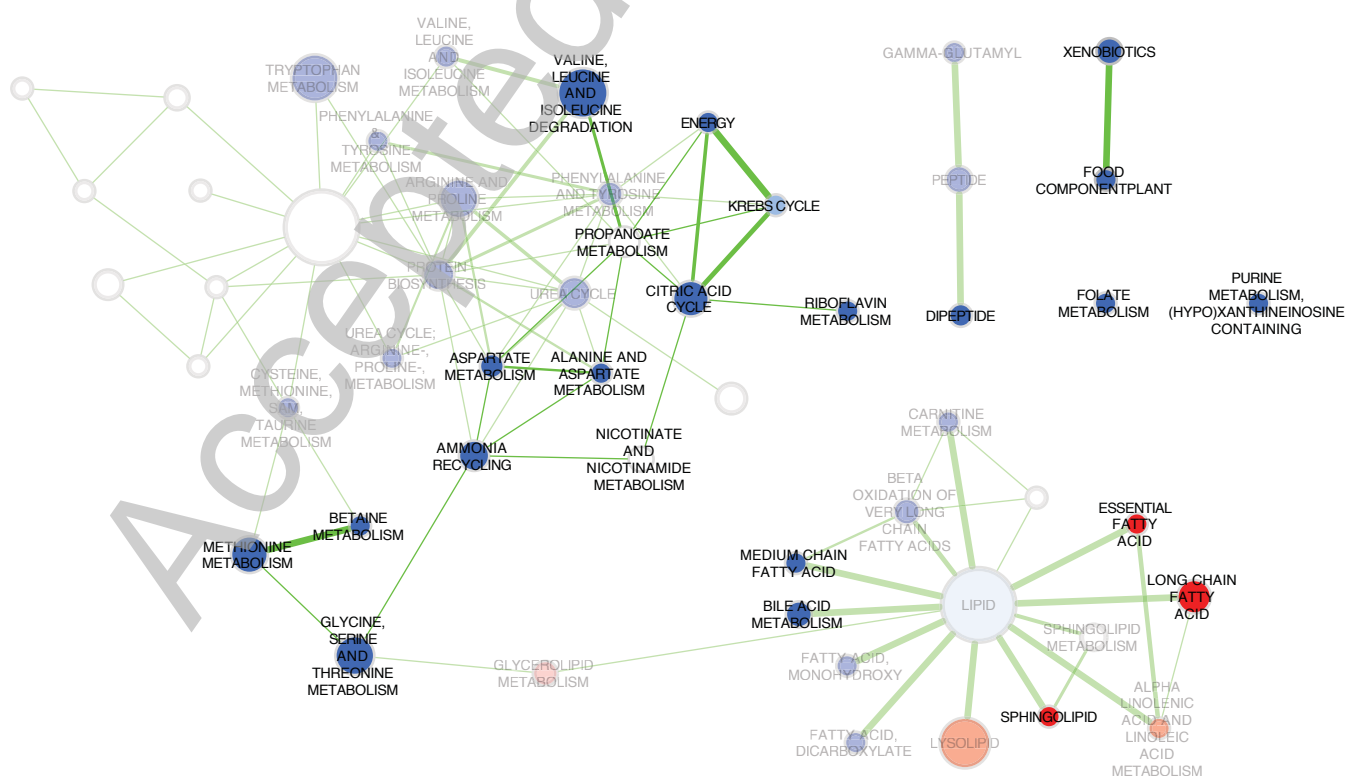 VALINE,
LEUCINE
AND
ISOLEUCINE
METABOLISM
TRYPTOPHAN
METABOLISM
VALINE,
LEUCINE
AND
ISOLEUCINE
DEGRADATION
GAMMA-GLUTAMYL
XENOBIOTICS
PHENYLALANINE
&
TYROSINE
METABOLISM
ENERGY
ARGININE AND
PROLINE
METABOLISM
PHENYLALANINE
AND TYROSINE
METABOLISM
PEPTIDE
FOOD
COMPONENTPLANT
KREBS CYCLE
PROPANOATE
METABOLISM
PROTEIN
BIOSYNTHESIS
UREA CYCLE
CITRIC ACID
CYCLE
RIBOFLAVIN
METABOLISM
DIPEPTIDE
FOLATE
METABOLISM
PURINE
METABOLISM,
(HYPO)XANTHINEINOSINE
CONTAINING
UREA CYCLE;
ARGININE-,
PROLINE-,
METABOLISM
ASPARTATE
METABOLISM
ALANINE AND
ASPARTATE
METABOLISM
CYSTEINE,
METHIONINE,
SAM,
TAURINE
METABOLISM
AMMONIA
RECYCLING
NICOTINATE
AND
NICOTINAMIDE
METABOLISM
CARNITINE
METABOLISM
BETA
OXIDATION OF
VERY LONG
CHAIN
FATTY ACIDS
ESSENTIAL
FATTY
ACID
BETAINE
METABOLISM
METHIONINE
METABOLISM
MEDIUM CHAIN
FATTY ACID
LONG CHAIN
FATTY
ACID
BILE ACID
METABOLISM
LIPID
GLYCINE,
SERINE
AND
THREONINE
METABOLISM
GLYCEROLIPID
METABOLISM
FATTY ACID,
MONOHYDROXY
SPHINGOLIPID
METABOLISM
SPHINGOLIPID
ALPHA
LINOLENIC
ACID AND
LINOLEIC
ACID
METABOLISM
FATTY ACID,
DICARBOXYLATE
LYSOLIPID
Accepted